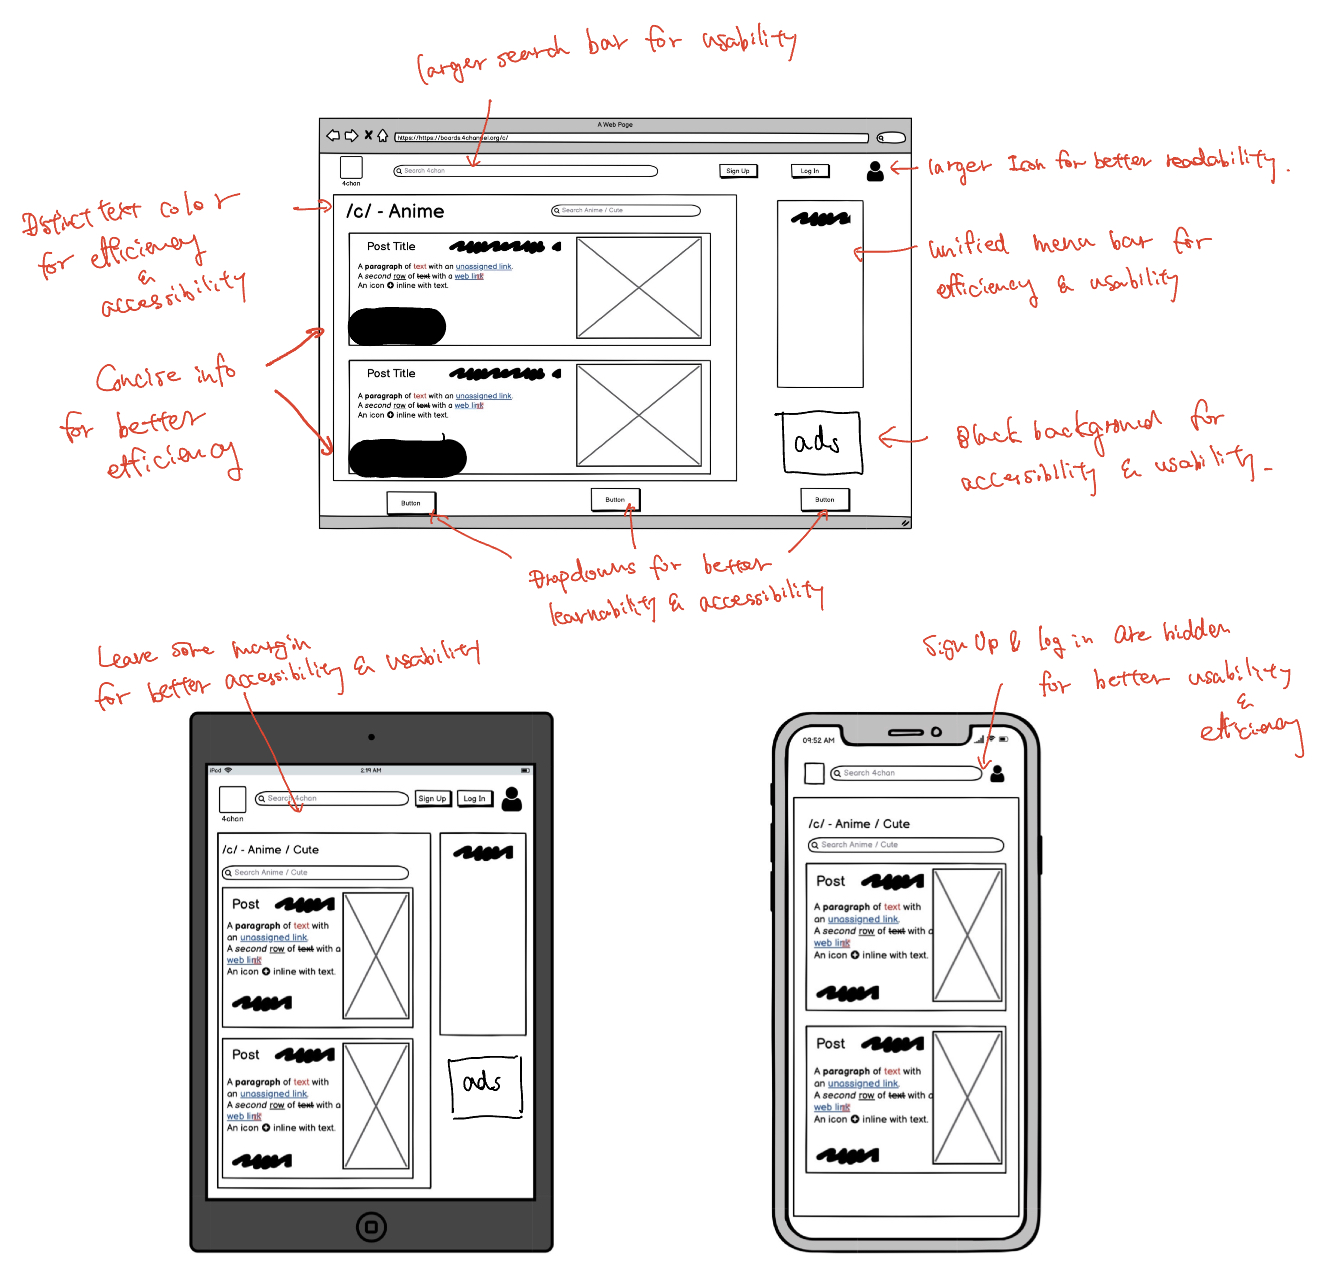 larger search bar for usability
A Web Page
https://https://boards.4channel.org/c/
4chan
Search 4chan
Sign Up
Log In
larger Icon for better readability.
Distinct text color
for efficiency
&
accessibility
/c/ - Anime
Search Anime / Cute
unified menu bar for
efficiency & usability
Post Title
A paragraph of text with an unassigned link.
A second row of text with a web link
An icon inline with text.
Concise info
for better
efficiency
Post Title
A paragraph of text with an unassigned link.
A second row of text with a web link
An icon inline with text.
ads
Black background for
accessibility & usability.
Button
Button
Button
Dropdowns for better
learnability & accessibility
Leave some margin
for better accessibility & usability
Sign Up & log in are hidden
for better usability
&
efficiency
iPod
2:19 AM
4chan
Search 4chan
Sign Up
Log In
/c/ - Anime / Cute
Search Anime / Cute
Post
A paragraph of text with
an unassigned link.
A second row of text with a
web link
An icon inline with text.
Post
A paragraph of text with
an unassigned link.
A second row of text with a
web link
An icon inline with text.
ads
09:52 AM
Search 4chan
/c/ - Anime / Cute
Search Anime / Cute
Post
A paragraph of text with
an unassigned link.
A second row of text with a
web link
An icon inline with text.
Post
A paragraph of text with
an unassigned link.
A second row of text with a
web link
An icon inline with text.